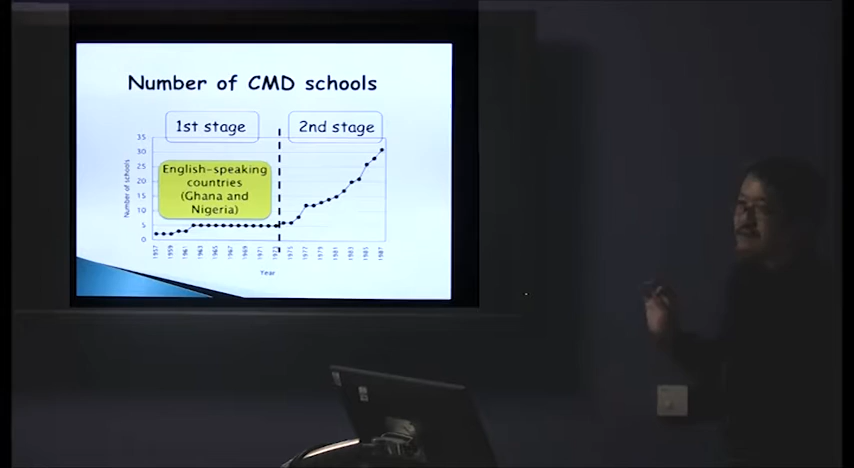 Number of CMD schools
1st stage
2nd stage
35
30
25
20
15
10
5
0
Number of schools
English-speaking
countries
(Ghana and
Nigeria)
1957
1959
1961
1963
1965
1967
1969
1971
1973
1975
1977
1979
1981
1983
1985
1987
Year